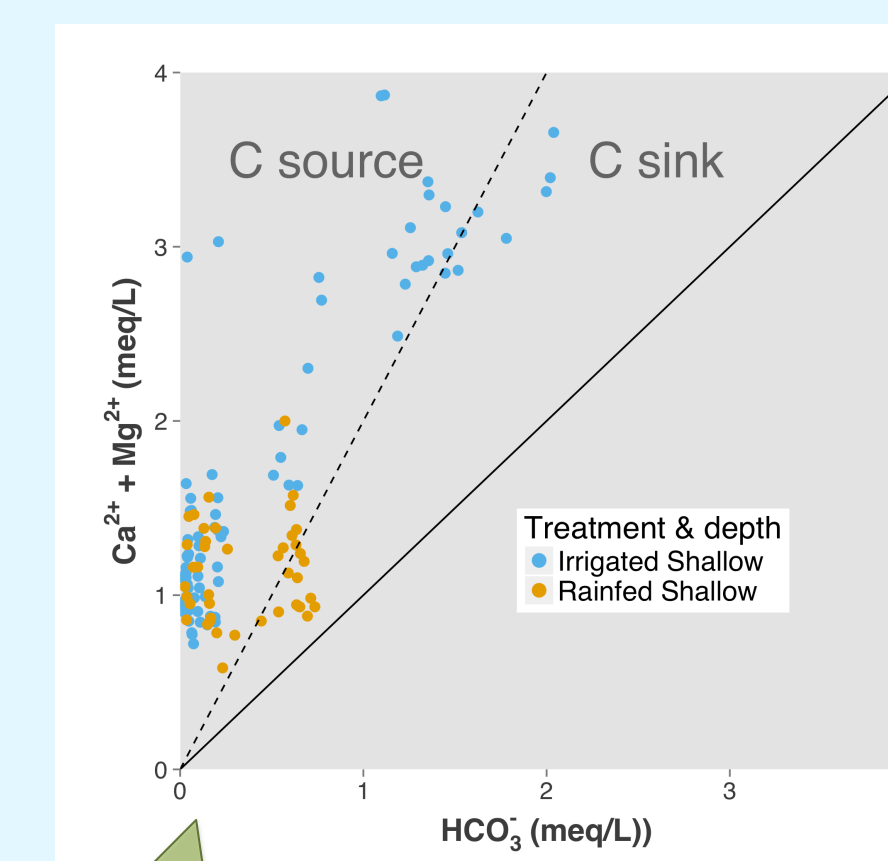 4
C source
C sink
3
Ca²⁺ + Mg²⁺ (meq/L)
2
Treatment & depth
Irrigated Shallow
Rainfed Shallow
1
0
0 1 2 3
HCO₃⁻ (meq/L))